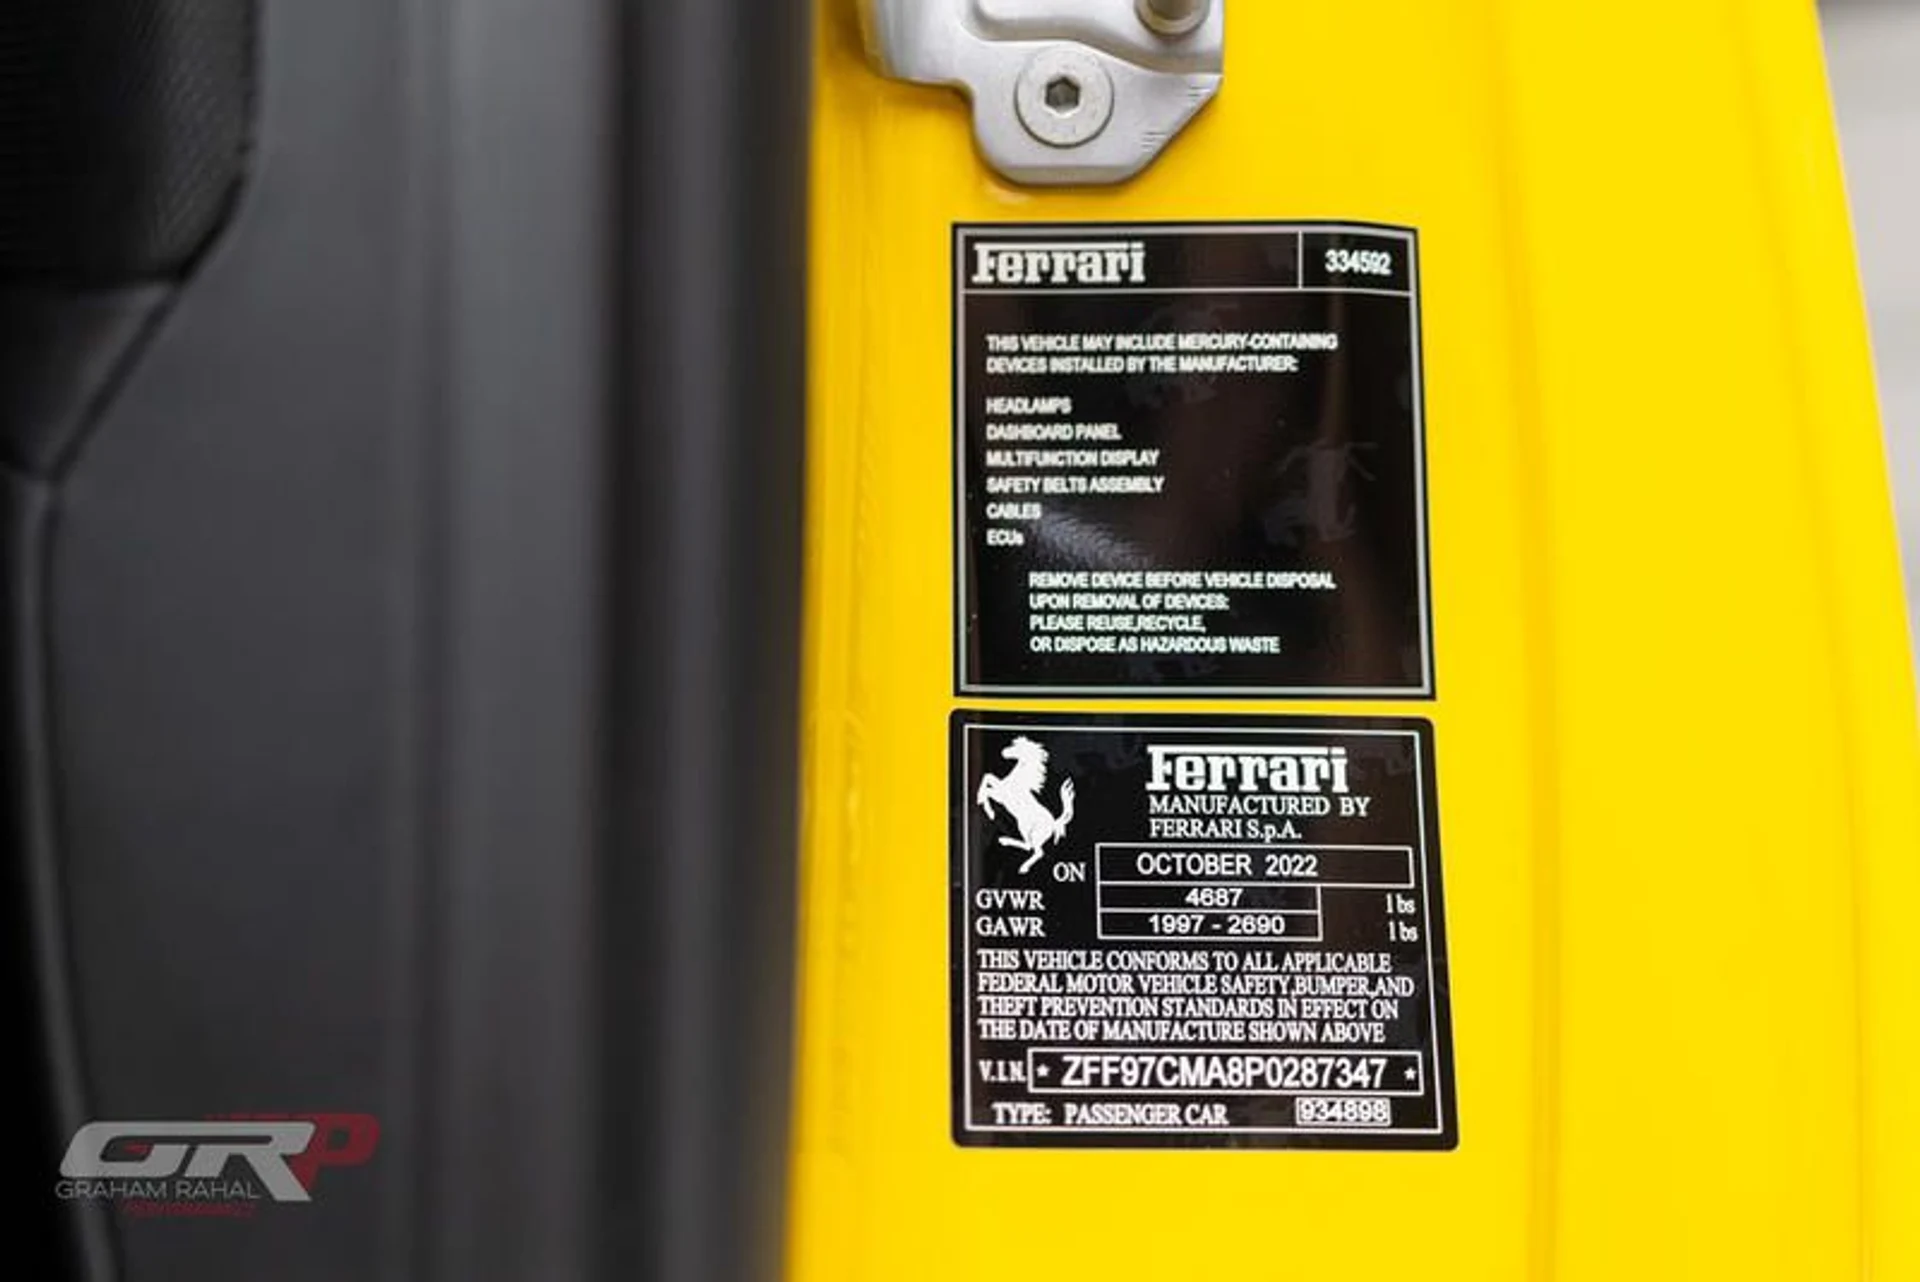 Ferrari
334592
THIS VEHICLE MAY INCLUDE MERCURY-CONTAINING
DEVICES INSTALLED BY THE MANUFACTURER:
HEADLAMPS
DASHBOARD PANEL
MULTIFUNCTION DISPLAY
SAFETY BELTS ASSEMBLY
CABLES
ECUs
REMOVE DEVICE BEFORE VEHICLE DISPOSAL
UPON REMOVAL OF DEVICES:
PLEASE REUSE,RECYCLE,
OR DISPOSE AS HAZARDOUS WASTE
Ferrari
MANUFACTURED BY
FERRARI S.p.A.
ON OCTOBER 2022
GVWR 4687 lbs
GAWR 1997 - 2690 lbs
THIS VEHICLE CONFORMS TO ALL APPLICABLE
FEDERAL MOTOR VEHICLE SAFETY,BUMPER,AND
THEFT PREVENTION STANDARDS IN EFFECT ON
THE DATE OF MANUFACTURE SHOWN ABOVE
V.I.N. * ZFF97CMA8P0287347 *
TYPE: PASSENGER CAR 934898
GRP
GRAHAM RAHAL
PERFORMANCE